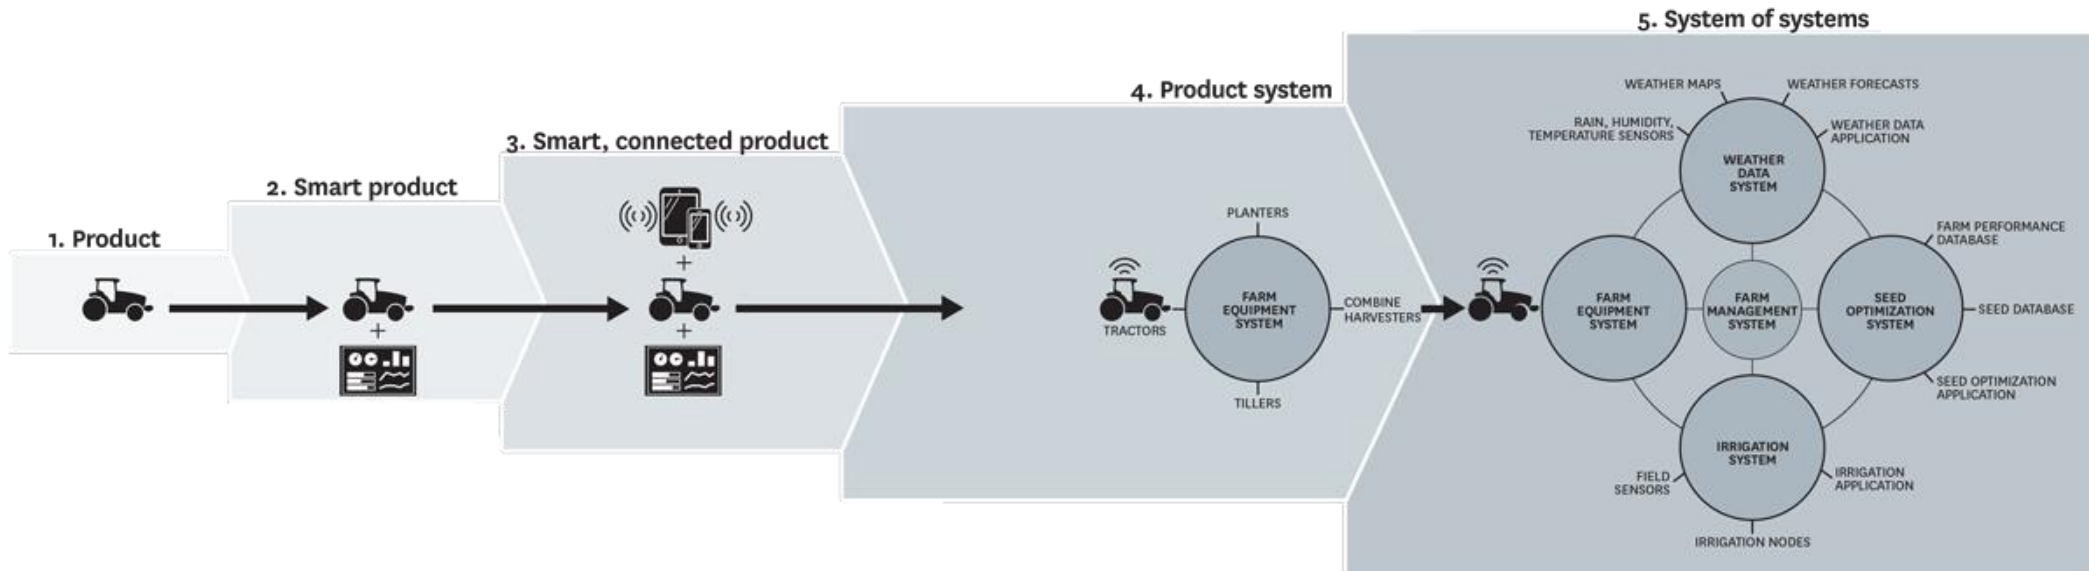 1. Product
2. Smart product
3. Smart, connected product
4. Product system
PLANTERS
TRACTORS
FARM
EQUIPMENT
SYSTEM
COMBINE
HARVESTERS
TILLERS
5. System of systems
WEATHER MAPS
WEATHER FORECASTS
RAIN, HUMIDITY,
TEMPERATURE SENSORS
WEATHER DATA
APPLICATION
WEATHER
DATA
SYSTEM
FARM PERFORMANCE
DATABASE
FARM
EQUIPMENT
SYSTEM
FARM
MANAGEMENT
SYSTEM
SEED
OPTIMIZATION
SYSTEM
SEED DATABASE
SEED OPTIMIZATION
APPLICATION
IRRIGATION
SYSTEM
FIELD
SENSORS
IRRIGATION
APPLICATION
IRRIGATION NODES